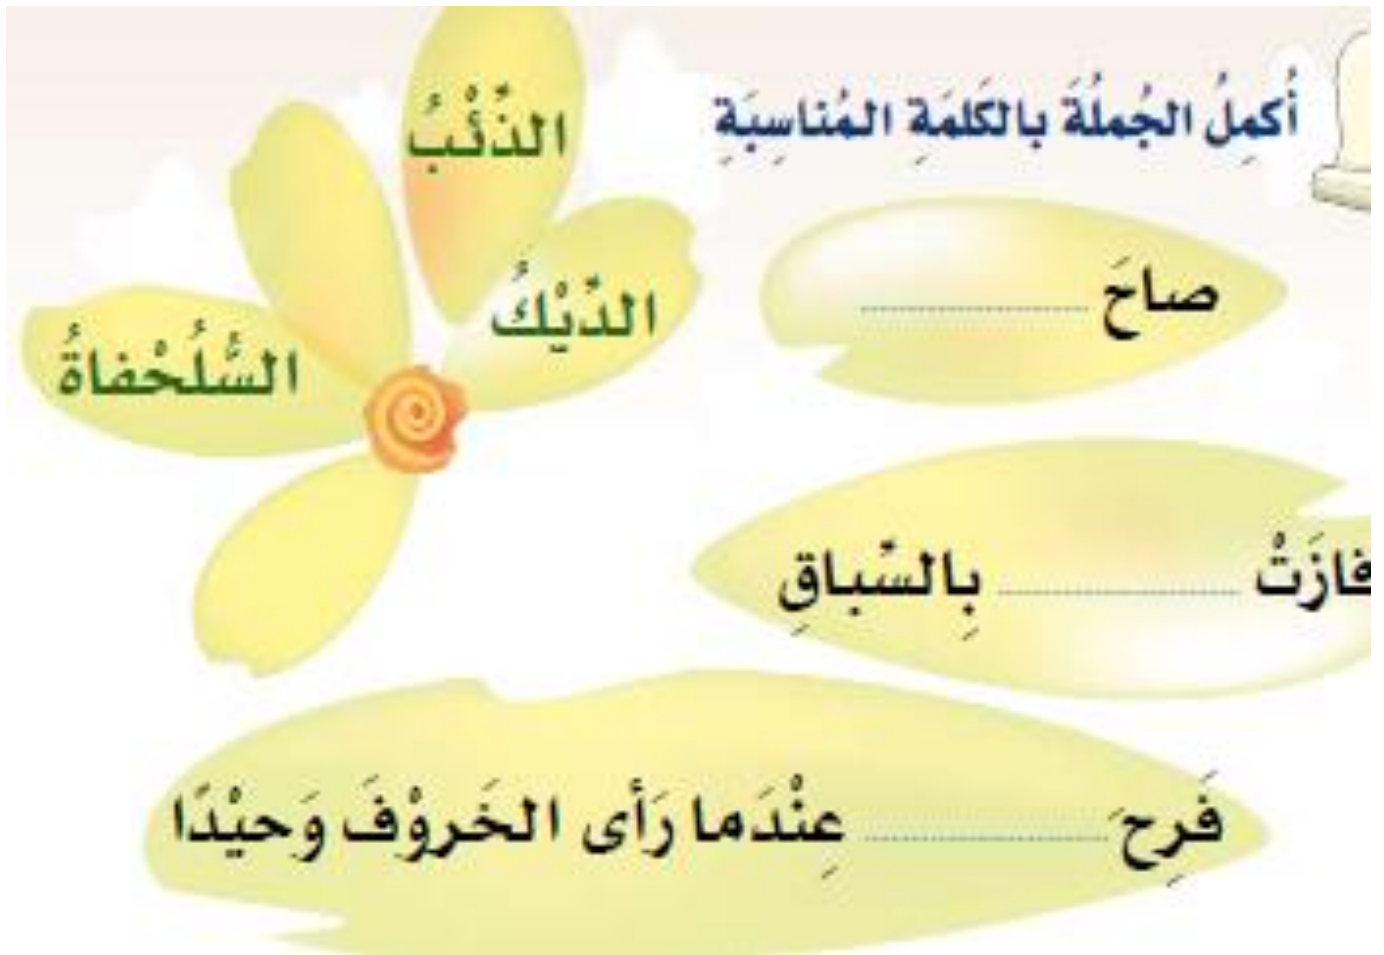 أُكمِلُ الجُملَةَ بالكَلمَةِ المُناسِبَةِ
الذِّئْبُ
الدِّيْكُ
السُّلَحْفاةُ
صاحَ ....................
فازَتْ .................... بِالسِّباقِ
فَرِحَ .................... عِنْدَما رَأى الخَروْفَ وَحيْدًا